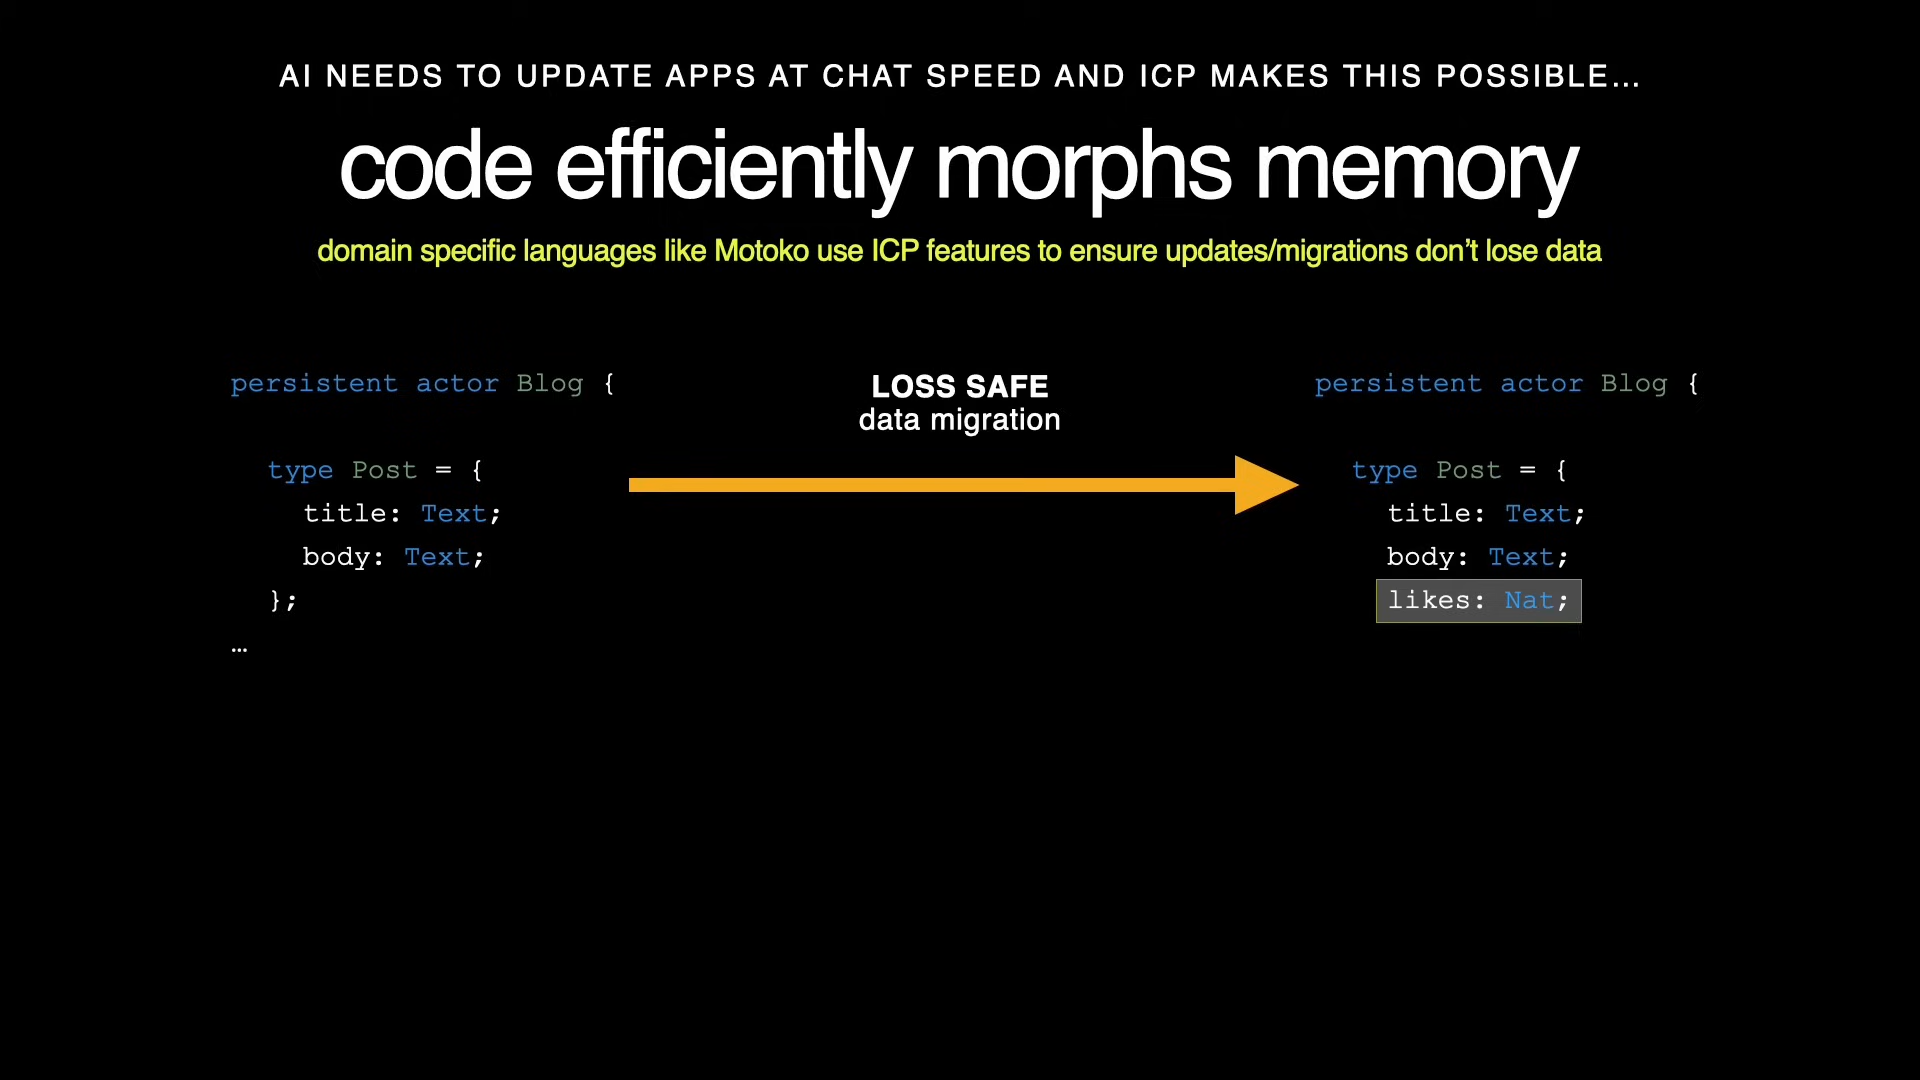 AI NEEDS TO UPDATE APPS AT CHAT SPEED AND ICP MAKES THIS POSSIBLE…
code efficiently morphs memory
domain specific languages like Motoko use ICP features to ensure updates/migrations don’t lose data
persistent actor Blog {
type Post = {
title: Text;
body: Text;
};
…
LOSS SAFE
data migration
persistent actor Blog {
type Post = {
title: Text;
body: Text;
likes: Nat;